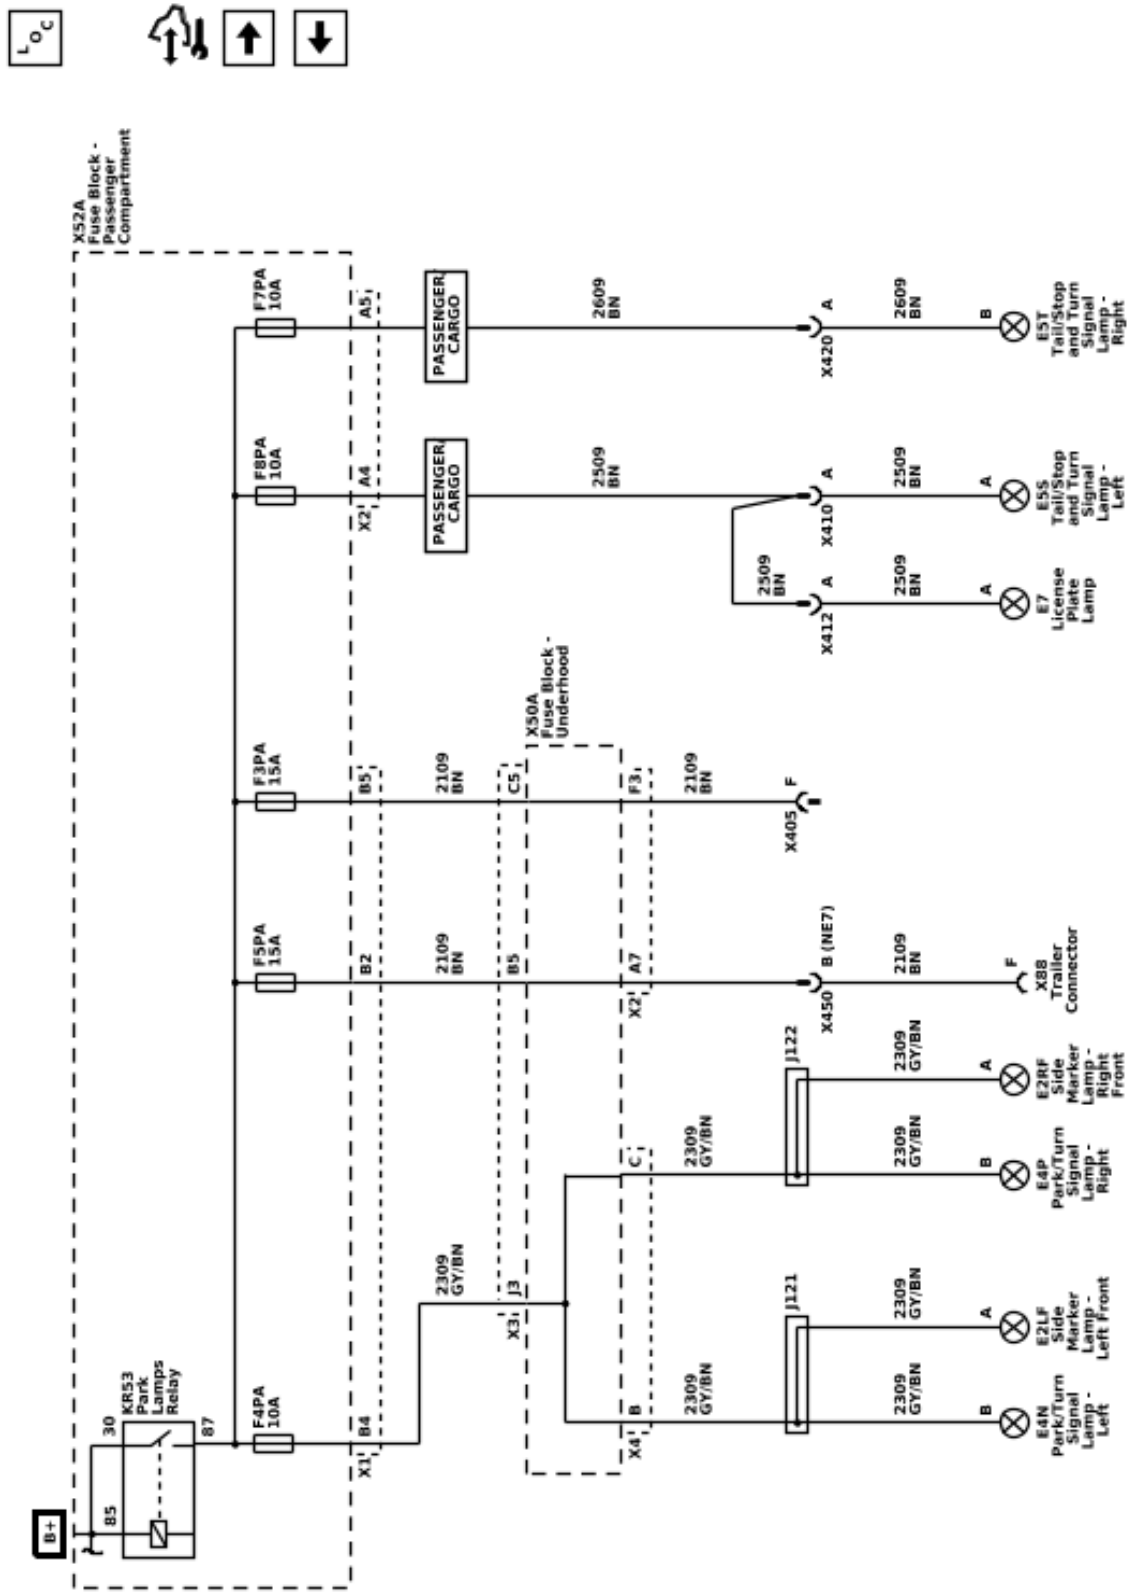 LOC
B+
X52A
Fuse Block -
Passenger
Compartment
KR53
Park
Lamps
Relay
85
30
87
F4PA
10A
F5PA
15A
F3PA
15A
F8PA
10A
F7PA
10A
X1
B4
B2
B5
X2
A4
A5
2309
GY/BN
2109
BN
2109
BN
PASSENGER/
CARGO
PASSENGER/
CARGO
X3
J3
B5
C5
X50A
Fuse Block -
Underhood
X4
B
C
X2
A7
F3
2309
GY/BN
2309
GY/BN
2109
BN
2509
BN
2609
BN
2509
BN
J121
J122
X450
B (NE7)
X405
F
X412
A
X410
A
X420
A
2309
GY/BN
2309
GY/BN
2309
GY/BN
2309
GY/BN
2109
BN
2509
BN
2509
BN
2609
BN
B
A
B
A
F
A
A
B
E4N
Park/Turn
Signal
Lamp -
Left
E2LF
Side
Marker
Lamp -
Left Front
E4P
Park/Turn
Signal
Lamp -
Right
E2RF
Side
Marker
Lamp -
Right
Front
X88
Trailer
Connector
E7
License
Plate
Lamp
E5S
Tail/Stop
and Turn
Signal
Lamp -
Left
E5T
Tail/Stop
and Turn
Signal
Lamp -
Right